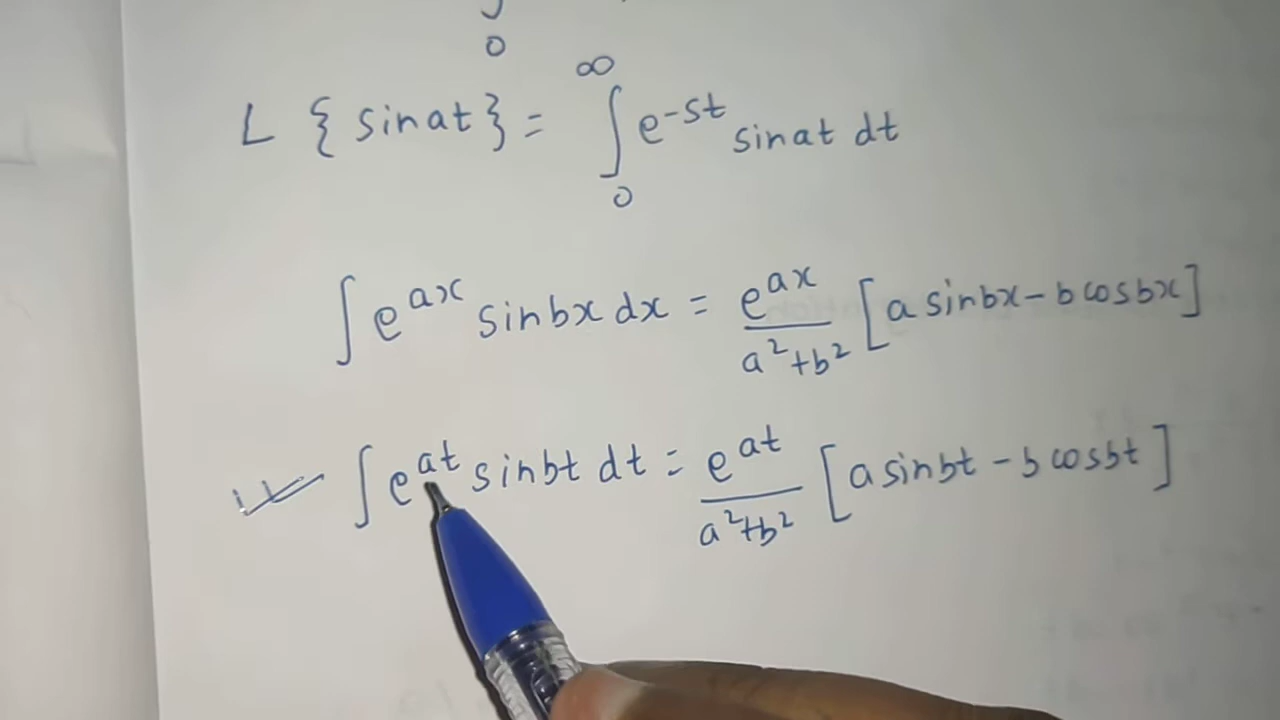 0
L { sinat } = ∫₀^∞ e^-st sinat dt
∫ e^ax sinbx dx = e^ax / a²+b² [a sinbx - b cosbx]
∫ e^at sinbt dt = e^at / a²+b² [a sinbt - b cosbt]